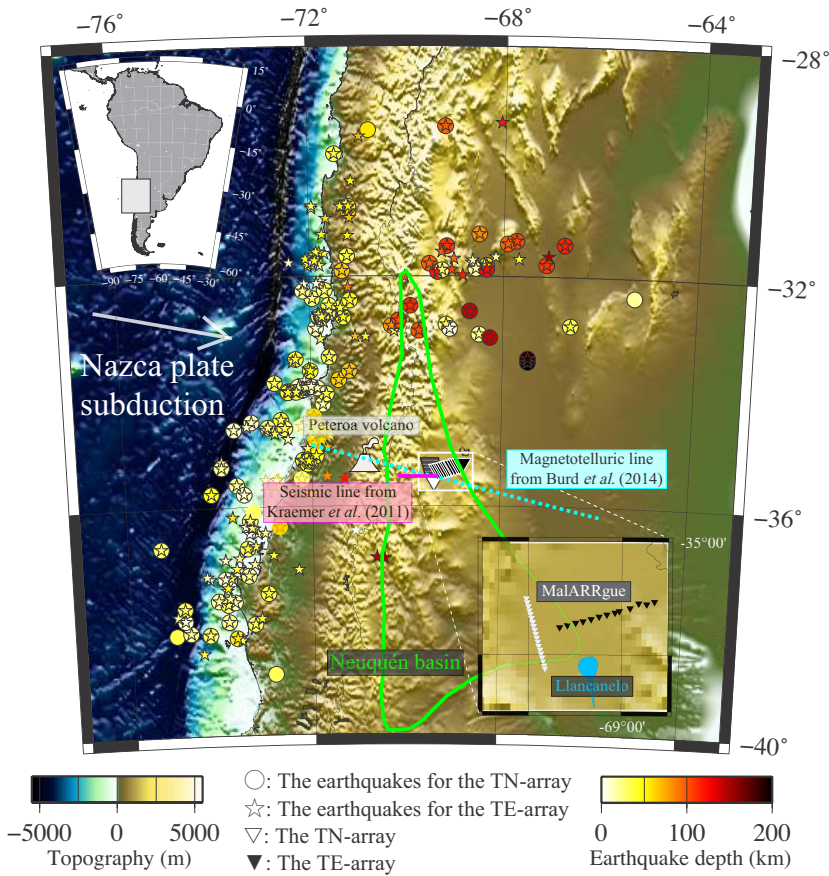 −76
−72
−68
−64
−28°
15°
0°
−15°
−30°
−45°
−60°
−90°
−75°
−60°
−45°
−30°
−32°
Nazca plate
subduction
Peteroa volcano
Magnetotelluric line
from Burd et al. (2014)
Seismic line from
Kraemer et al. (2011)
−36°
-35°00'
MalARRgue
Neuquén basin
Llancanelo
-69°00'
−72
−68
−40°
−5000
0
5000
Topography (m)
○: The earthquakes for the TN-array
☆: The earthquakes for the TE-array
▽: The TN-array
▼: The TE-array
0
100
200
Earthquake depth (km)